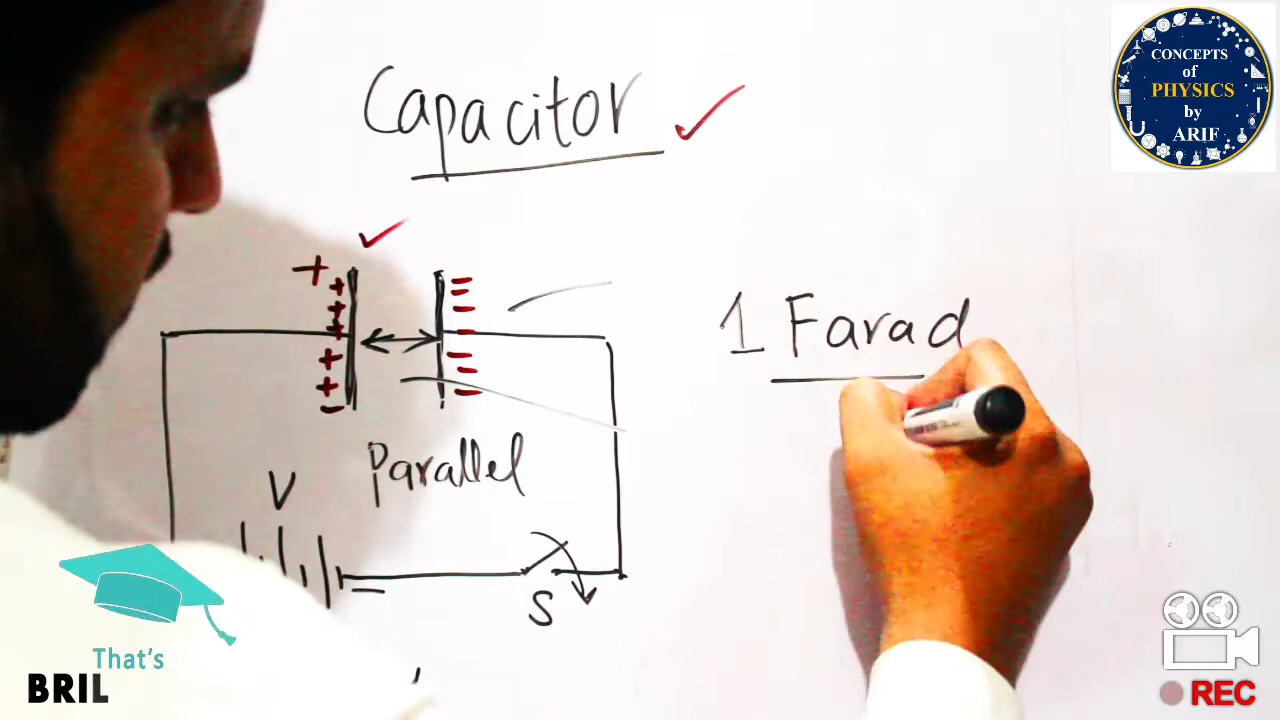 Capacitor
CONCEPTS
of
PHYSICS
by
ARIF
1 Farad
Parallel
V
S
That's
BRIL
REC